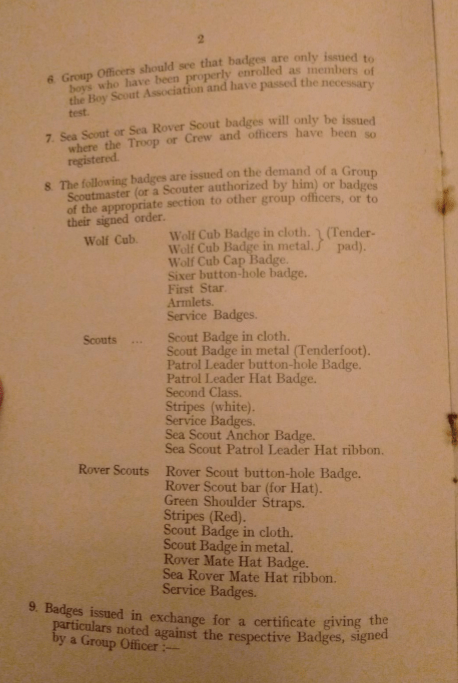 2
6. Group Officers should see that badges are only issued to
boys who have been properly enrolled as members of
the Boy Scout Association and have passed the necessary
test.
7. Sea Scout or Sea Rover Scout badges will only be issued
where the Troop or Crew and officers have been so
registered.
8. The following badges are issued on the demand of a Group
Scoutmaster (or a Scouter authorized by him) or badges
of the appropriate section to other group officers, or to
their signed order.
Wolf Cub. Wolf Cub Badge in cloth. } (Tender-
Wolf Cub Badge in metal. } pad).
Wolf Cub Cap Badge.
Sixer button-hole badge.
First Star.
Armlets.
Service Badges.
Scouts ... Scout Badge in cloth.
Scout Badge in metal (Tenderfoot).
Patrol Leader button-hole Badge.
Patrol Leader Hat Badge.
Second Class.
Stripes (white).
Service Badges.
Sea Scout Anchor Badge.
Sea Scout Patrol Leader Hat ribbon.
Rover Scouts Rover Scout button-hole Badge.
Rover Scout bar (for Hat).
Green Shoulder Straps.
Stripes (Red).
Scout Badge in cloth.
Scout Badge in metal.
Rover Mate Hat Badge.
Sea Rover Mate Hat ribbon.
Service Badges.
9. Badges issued in exchange for a certificate giving the
particulars noted against the respective Badges, signed
by a Group Officer :—